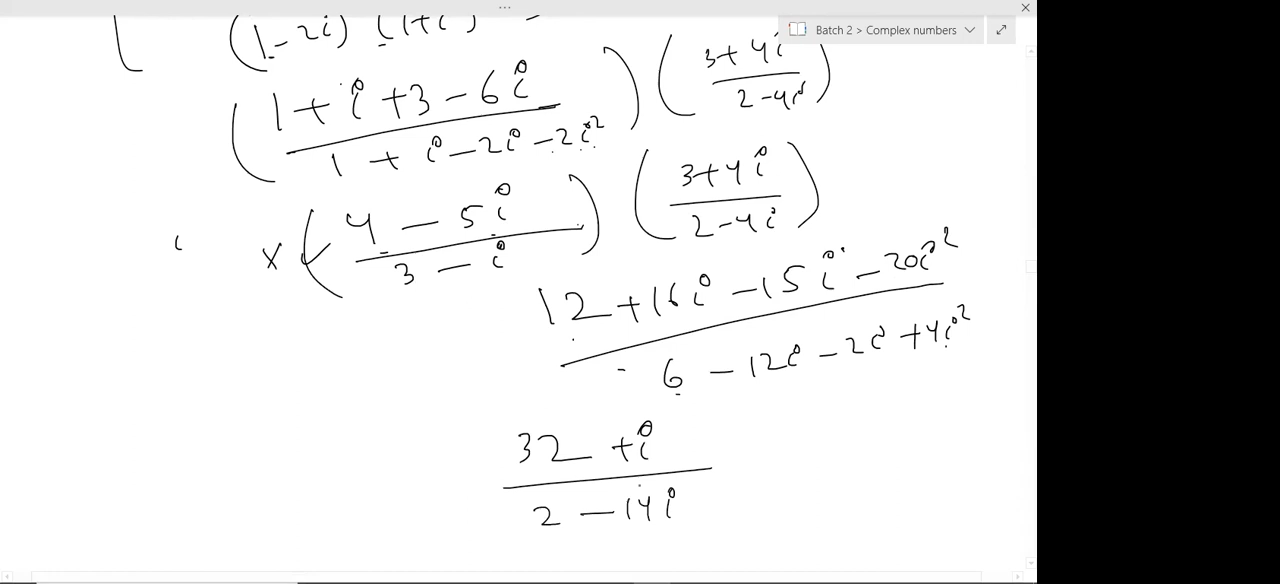 Batch 2 > Complex numbers
(1-2i) (1+i)
(1+i+3-6i / 1+i-2i-2i²) (3+4i / 2-4i)
x (4-5i / 3-i) (3+4i / 2-4i)
12+16i-15i-20i² / 6-12i-2i+4i²
32+i / 2-14i